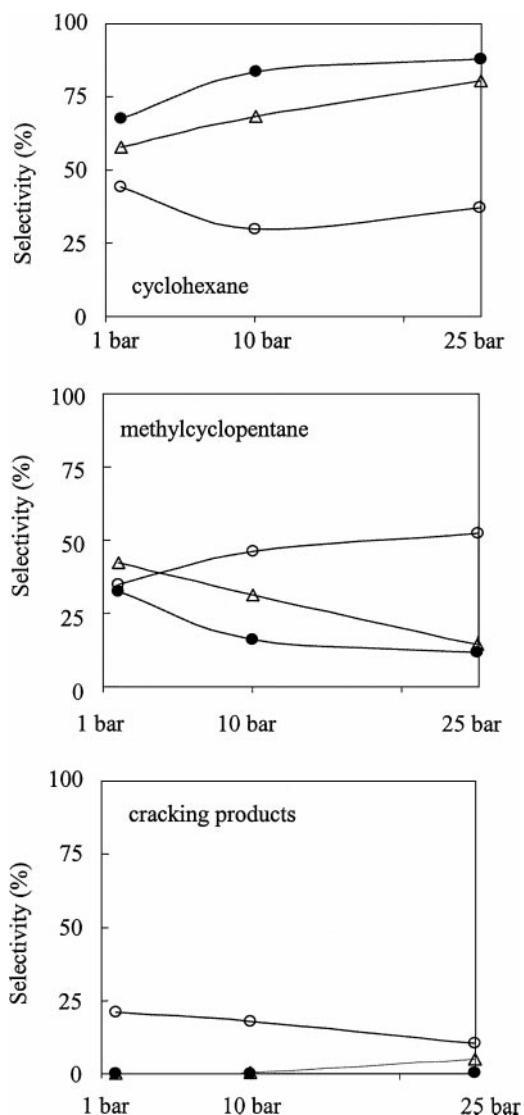 100
75
50
25
0
Selectivity (%)
cyclohexane
1 bar
10 bar
25 bar
100
75
50
25
0
Selectivity (%)
methylcyclopentane
1 bar
10 bar
25 bar
100
75
50
25
0
Selectivity (%)
cracking products
1 bar
10 bar
25 bar